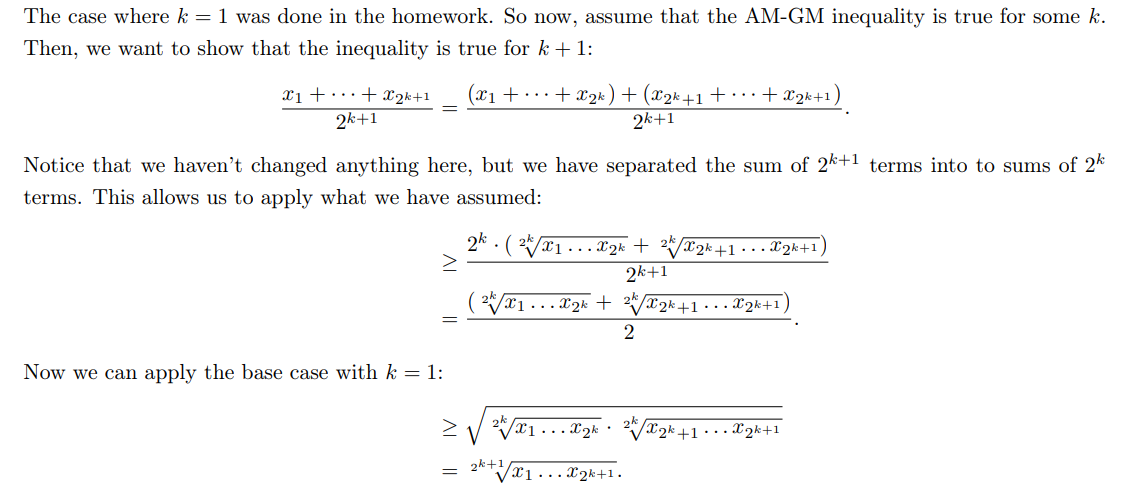 The case where $k = 1$ was done in the homework. So now, assume that the AM-GM inequality is true for some $k$.
Then, we want to show that the inequality is true for $k + 1$:
$\frac{x_1 + \cdots + x_{2^{k+1}}}{2^{k+1}} = \frac{(x_1 + \cdots + x_{2^k}) + (x_{2^k+1} + \cdots + x_{2^{k+1}})}{2^{k+1}}.$
Notice that we haven't changed anything here, but we have separated the sum of $2^{k+1}$ terms into to sums of $2^k$
terms. This allows us to apply what we have assumed:
$\geq \frac{2^k \cdot (\sqrt[2^k]{x_1 \ldots x_{2^k}} + \sqrt[2^k]{x_{2^k+1} \ldots x_{2^{k+1}}})}{2^{k+1}}$
$= \frac{(\sqrt[2^k]{x_1 \ldots x_{2^k}} + \sqrt[2^k]{x_{2^k+1} \ldots x_{2^{k+1}}})}{2}.$
Now we can apply the base case with $k = 1$:
$\geq \sqrt{\sqrt[2^k]{x_1 \ldots x_{2^k}} \cdot \sqrt[2^k]{x_{2^k+1} \ldots x_{2^{k+1}}}}$
$= \sqrt[2^{k+1}]{x_1 \ldots x_{2^{k+1}}}.$